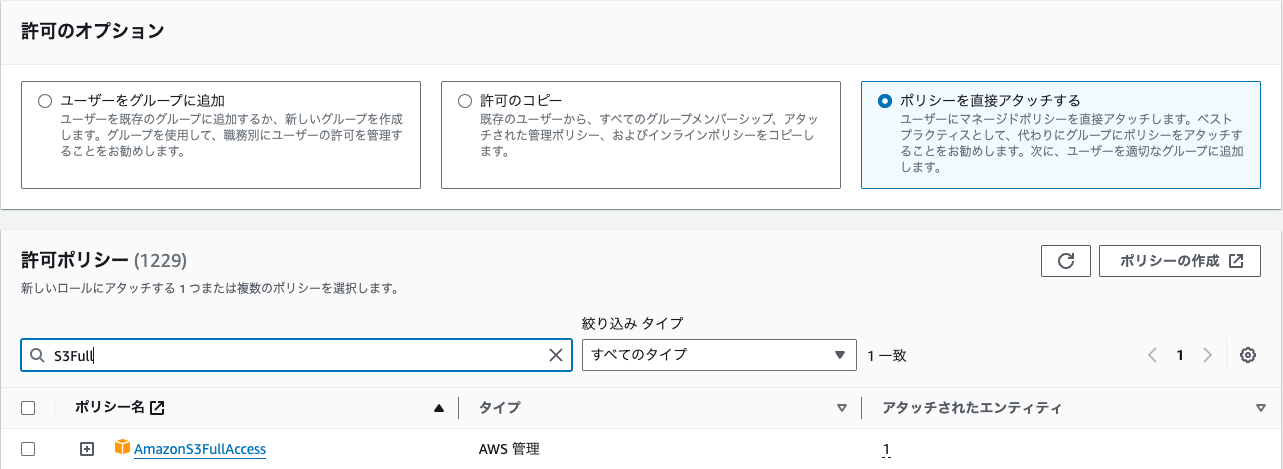 許可のオプション
ユーザーをグループに追加
ユーザーを既存のグループに追加するか、新しいグループを作成
します。グループを使用して、職務別にユーザーの許可を管理す
ることをお勧めします。
許可のコピー
既存のユーザーから、すべてのグループメンバーシップ、アタッ
チされた管理ポリシー、およびインラインポリシーをコピーしま
す。
ポリシーを直接アタッチする
ユーザーにマネージドポリシーを直接アタッチします。ベスト
プラクティスとして、代わりにグループにポリシーをアタッチす
ることをお勧めします。次に、ユーザーを適切なグループに追加
します。
許可ポリシー (1229)
ポリシーの作成
新しいロールにアタッチする 1 つまたは複数のポリシーを選択します。
絞り込み タイプ
S3Full
すべてのタイプ
1 一致
1
ポリシー名
タイプ
アタッチされたエンティティ
AmazonS3FullAccess
AWS 管理
1